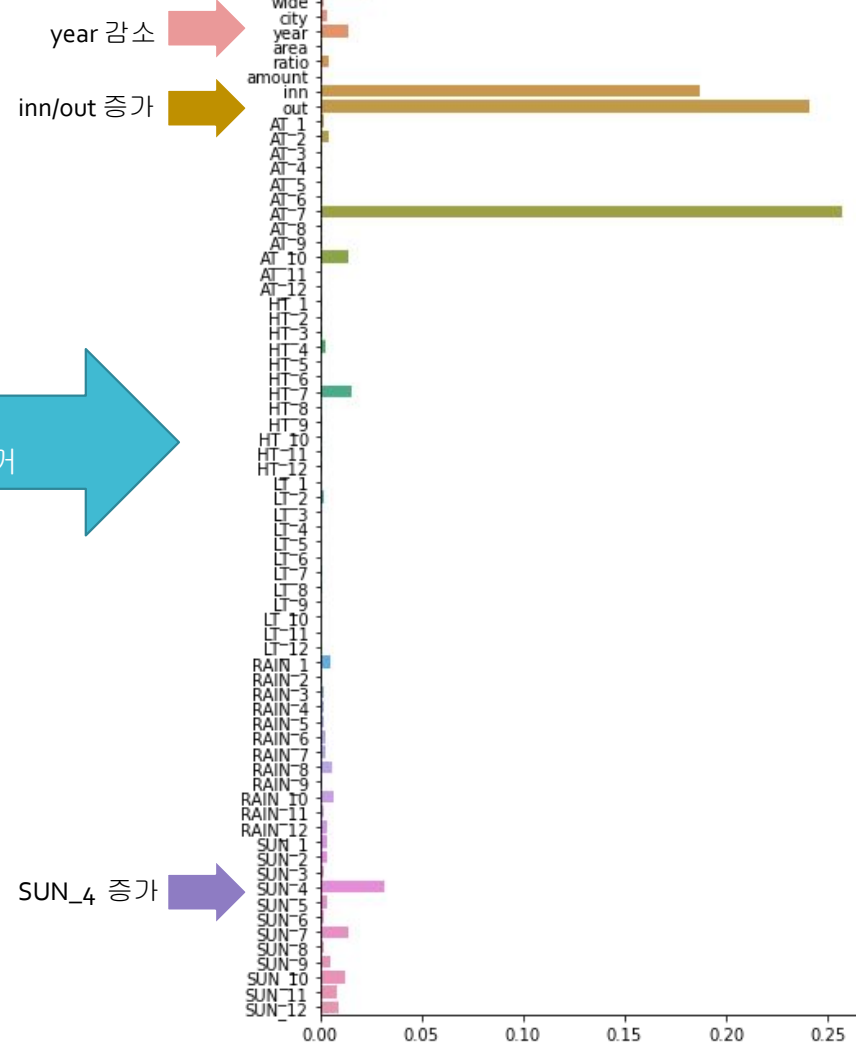 wide
city
year 감소
year
area
ratio
amount
inn
inn/out 증가
out
AT_1
AT_2
AT_3
AT_4
AT_5
AT_6
AT_7
AT_8
AT_9
AT_10
AT_11
AT_12
HT_1
HT_2
HT_3
HT_4
HT_5
HT_6
HT_7
HT_8
HT_9
HT_10
거
HT_11
HT_12
LT_1
LT_2
LT_3
LT_4
LT_5
LT_6
LT_7
LT_8
LT_9
LT_10
LT_11
LT_12
RAIN_1
RAIN_2
RAIN_3
RAIN_4
RAIN_5
RAIN_6
RAIN_7
RAIN_8
RAIN_9
RAIN_10
RAIN_11
RAIN_12
SUN_1
SUN_2
SUN_3
SUN_4 증가
SUN_4
SUN_5
SUN_6
SUN_7
SUN_8
SUN_9
SUN_10
SUN_11
SUN_12
0.00 0.05 0.10 0.15 0.20 0.25